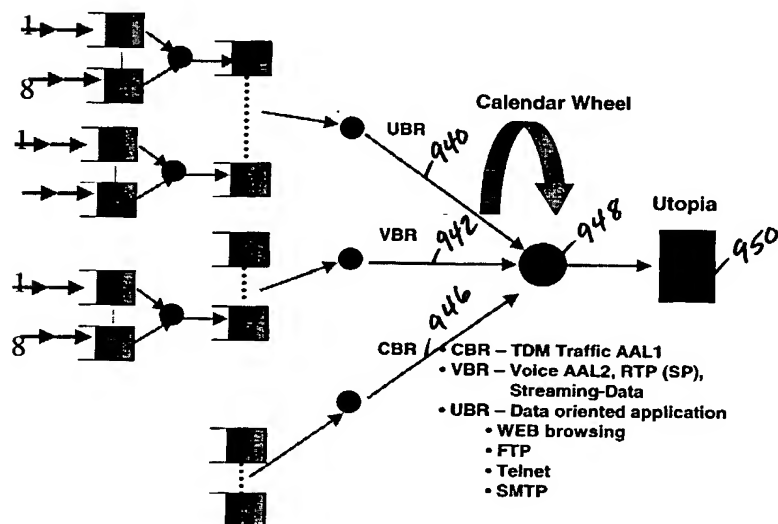 1
8
1
1
8
UBR
940
Calendar Wheel
VBR
942
948
Utopia
950
CBR
946
• CBR – TDM Traffic AAL1
• VBR – Voice AAL2, RTP (SP),
Streaming-Data
• UBR – Data oriented application
• WEB browsing
• FTP
• Telnet
• SMTP